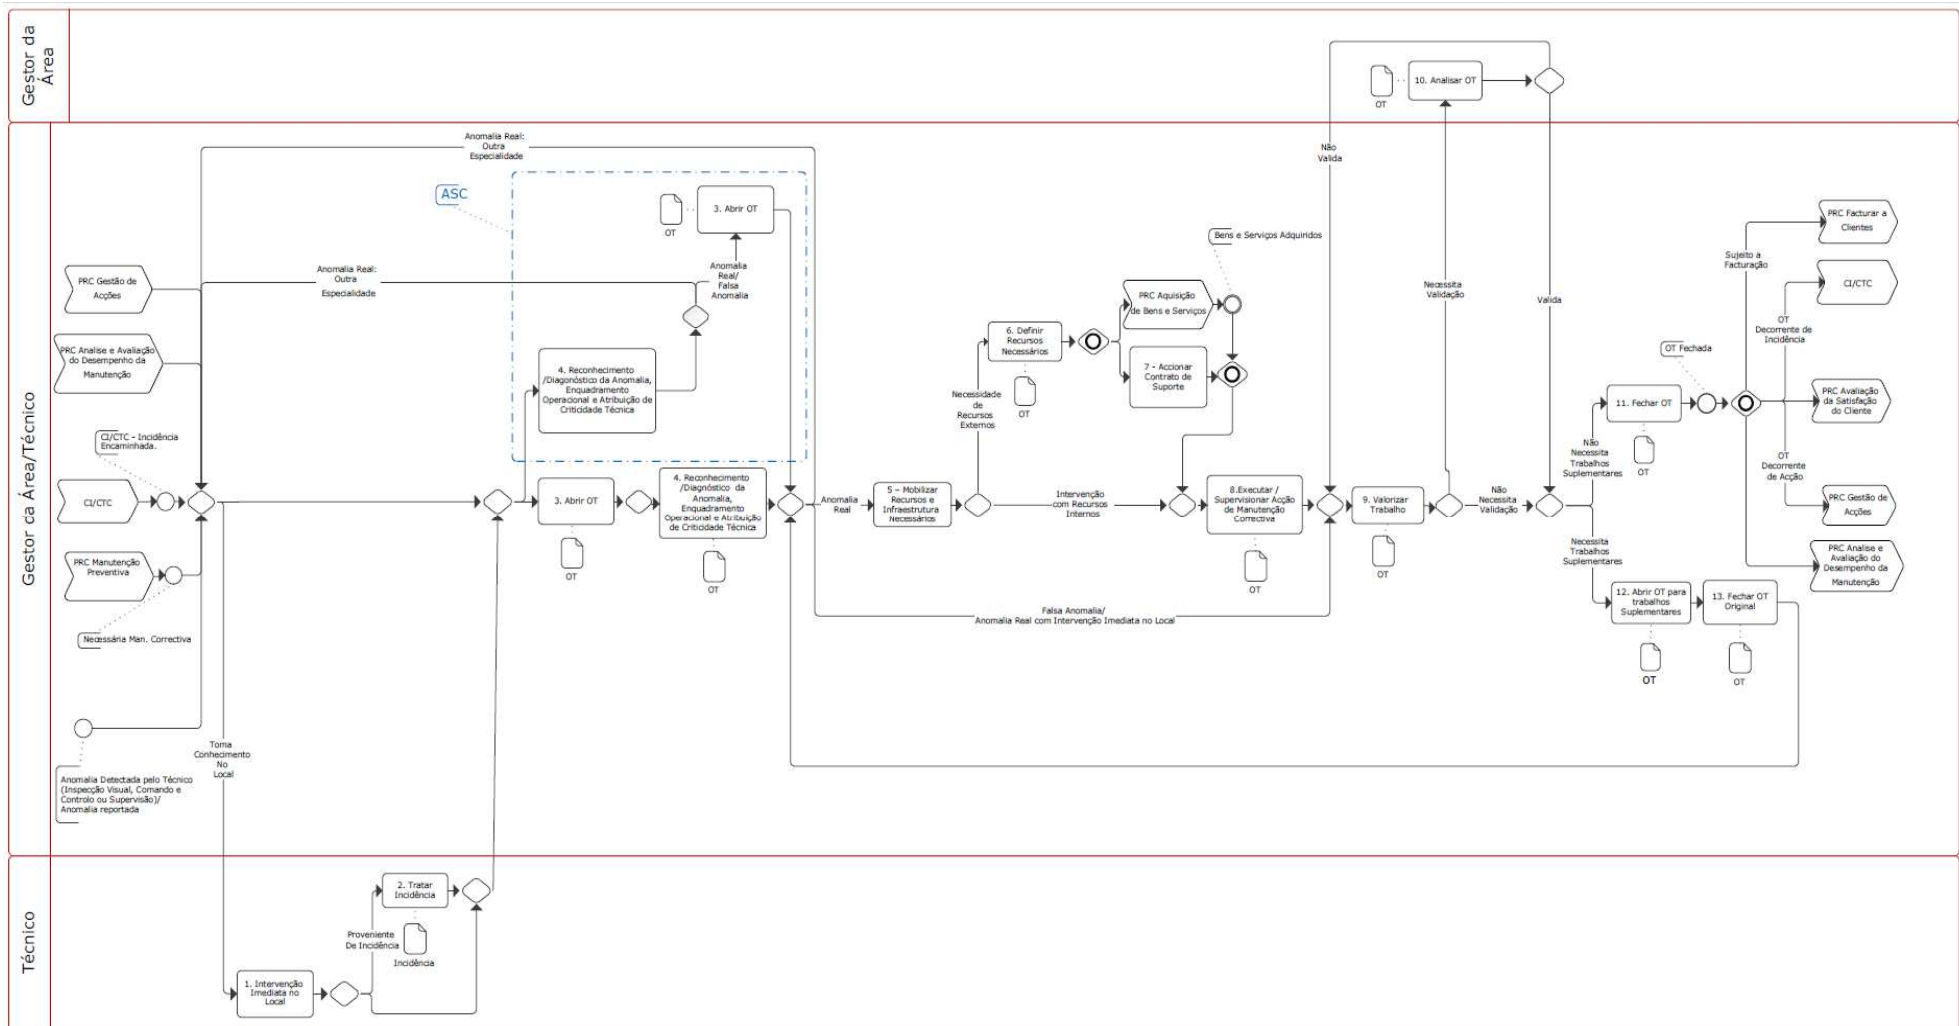 Gestor da
Área
OT
10. Analisar OT
Gestor da Área/Técnico
Anomalia Real:
Outra
Especialidade
Não
Valida
ASC
OT
3. Abrir OT
Anomalia
Real/
Falsa
Anomalia
Anomalia Real:
Outra
Especialidade
PRC Gestão de
Acções
PRC Analise e Avaliação
do Desempenho da
Manutenção
4. Reconhecimento
/Diagonóstico da Anomalia,
Enquadramento
Operacional e Atribuição de
Criticidade Técnica
CI/CTC - Incidência
Encaminhada.
CI/CTC
PRC Manutenção
Preventiva
Necessária Man. Correctiva
Anomalia Detectada pelo Técnico
(Inspecção Visual, Comando e
Controlo ou Supervisão)/
Anomalia reportada
Toma
Conhecimento
No
Local
3. Abrir OT
OT
4. Reconhecimento
/Diagonóstico da
Anomalia,
Enquadramento
Operacional e Atribuição
de Criticidade Técnica
OT
Anomalia
Real
5 – Mobilizar
Recursos e
Infraestrutura
Necessários
Necessidade
de
Recursos
Externos
6. Definir
Recursos
Necessários
OT
Bens e Serviços Adquiridos
PRC Aquisição
de Bens e Serviços
7 - Accionar
Contrato de
Suporte
Intervenção
com Recursos
Internos
8.Executar /
Supervisionar Acção
de Manutenção
Correctiva
OT
Falsa Anomalia/
Anomalia Real com Intervenção Imediata no Local
9. Valorizar
Trabalho
OT
Necessita
Validação
Valida
Não
Necessita
Validação
Não
Necessita
Trabalhos
Suplementares
Necessita
Trabalhos
Suplementares
OT Fechada
11. Fechar OT
OT
12. Abrir OT para
trabalhos
Suplementares
OT
13. Fechar OT
Original
OT
Sujeito a
Facturação
PRC Facturar a
Clientes
CI/CTC
OT
Decorrente de
Incidência
PRC Avaliação
da Satisfação
do Cliente
OT
Decorrente
de Acção
PRC Gestão de
Acções
PRC Analise e
Avaliação do
Desempenho da
Manutenção
Técnico
2. Tratar
Incidência
Proveniente
De Incidência
Incidência
1. Intervenção
Imediata no
Local